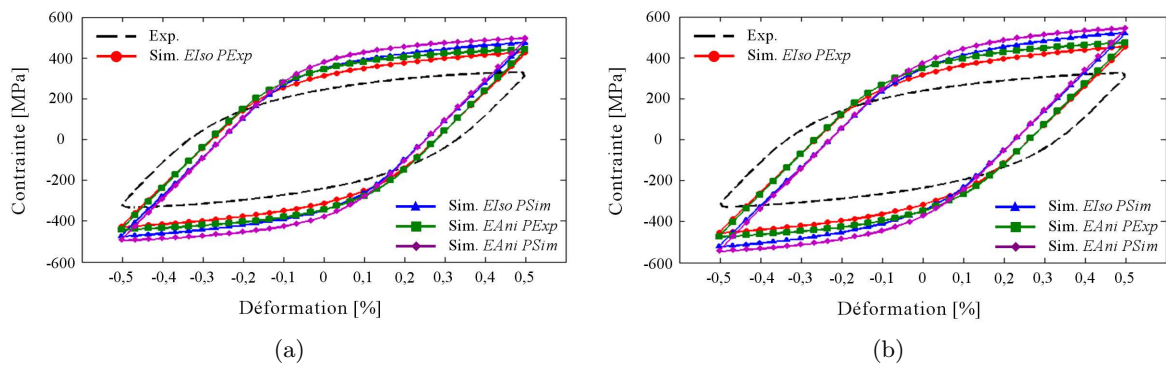 600
400
200
0
-200
-400
-600
Contrainte [MPa]
Exp.
Sim. EIso PExp
Sim. EIso PSim
Sim. EAni PExp
Sim. EAni PSim
-0,5 -0,4 -0,3 -0,2 -0,1 0 0,1 0,2 0,3 0,4 0,5
Déformation [%]
(a)
600
400
200
0
-200
-400
-600
Contrainte [MPa]
Exp.
Sim. EIso PExp
Sim. EIso PSim
Sim. EAni PExp
Sim. EAni PSim
-0,5 -0,4 -0,3 -0,2 -0,1 0 0,1 0,2 0,3 0,4 0,5
Déformation [%]
(b)